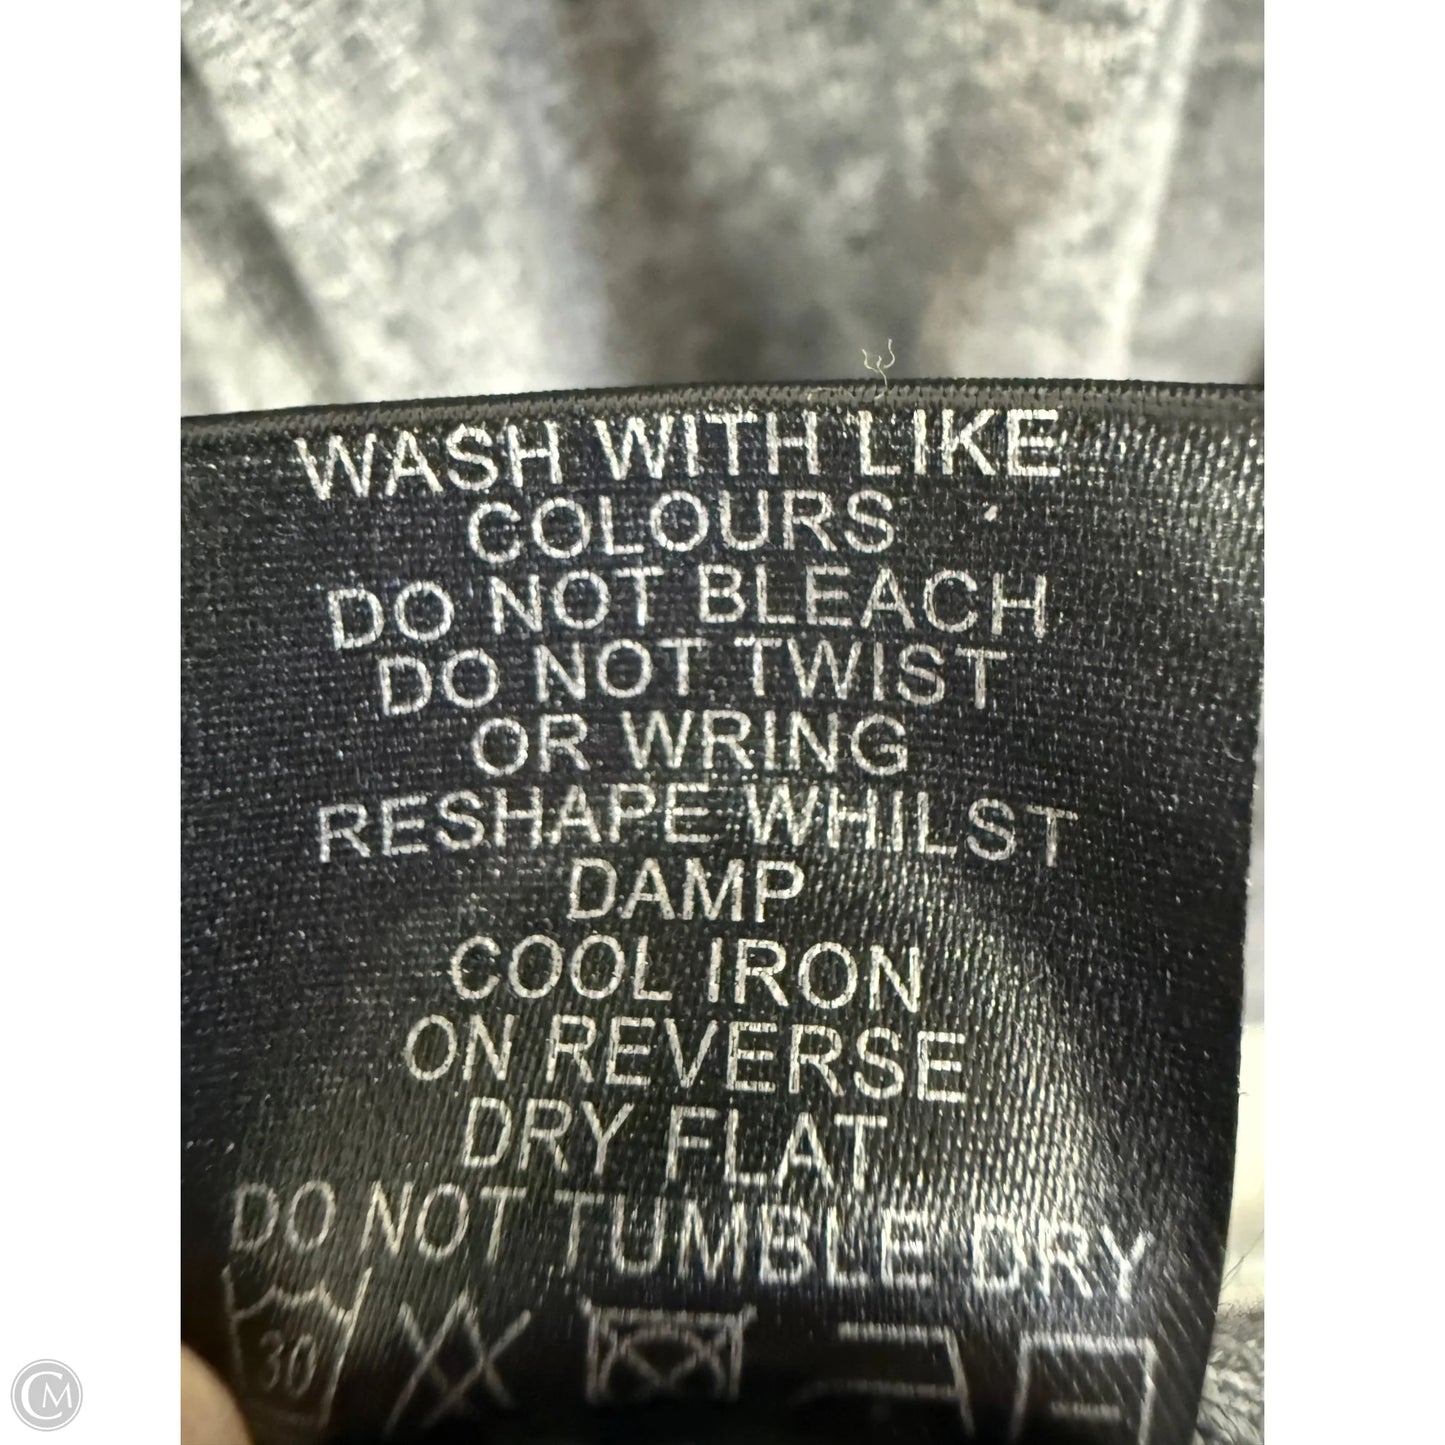 WASH WITH LIKE
COLOURS
DO NOT BLEACH
DO NOT TWIST
OR WRING
RESHAPE WHILST
DAMP
COOL IRON
ON REVERSE
DRY FLAT
DO NOT TUMBLE DRY
30
CM